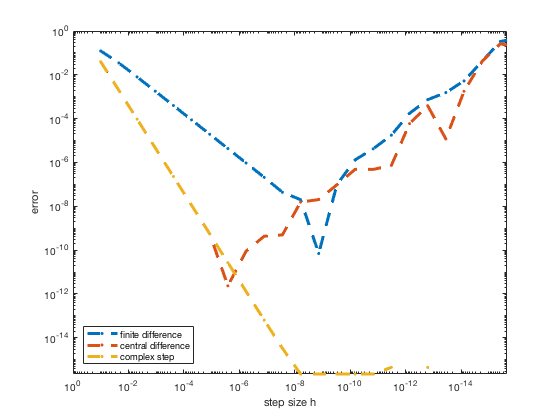 10^0
10^-2
10^-4
10^-6
10^-8
10^-10
10^-12
10^-14
error
finite difference
central difference
complex step
10^0 10^-2 10^-4 10^-6 10^-8 10^-10 10^-12 10^-14
step size h